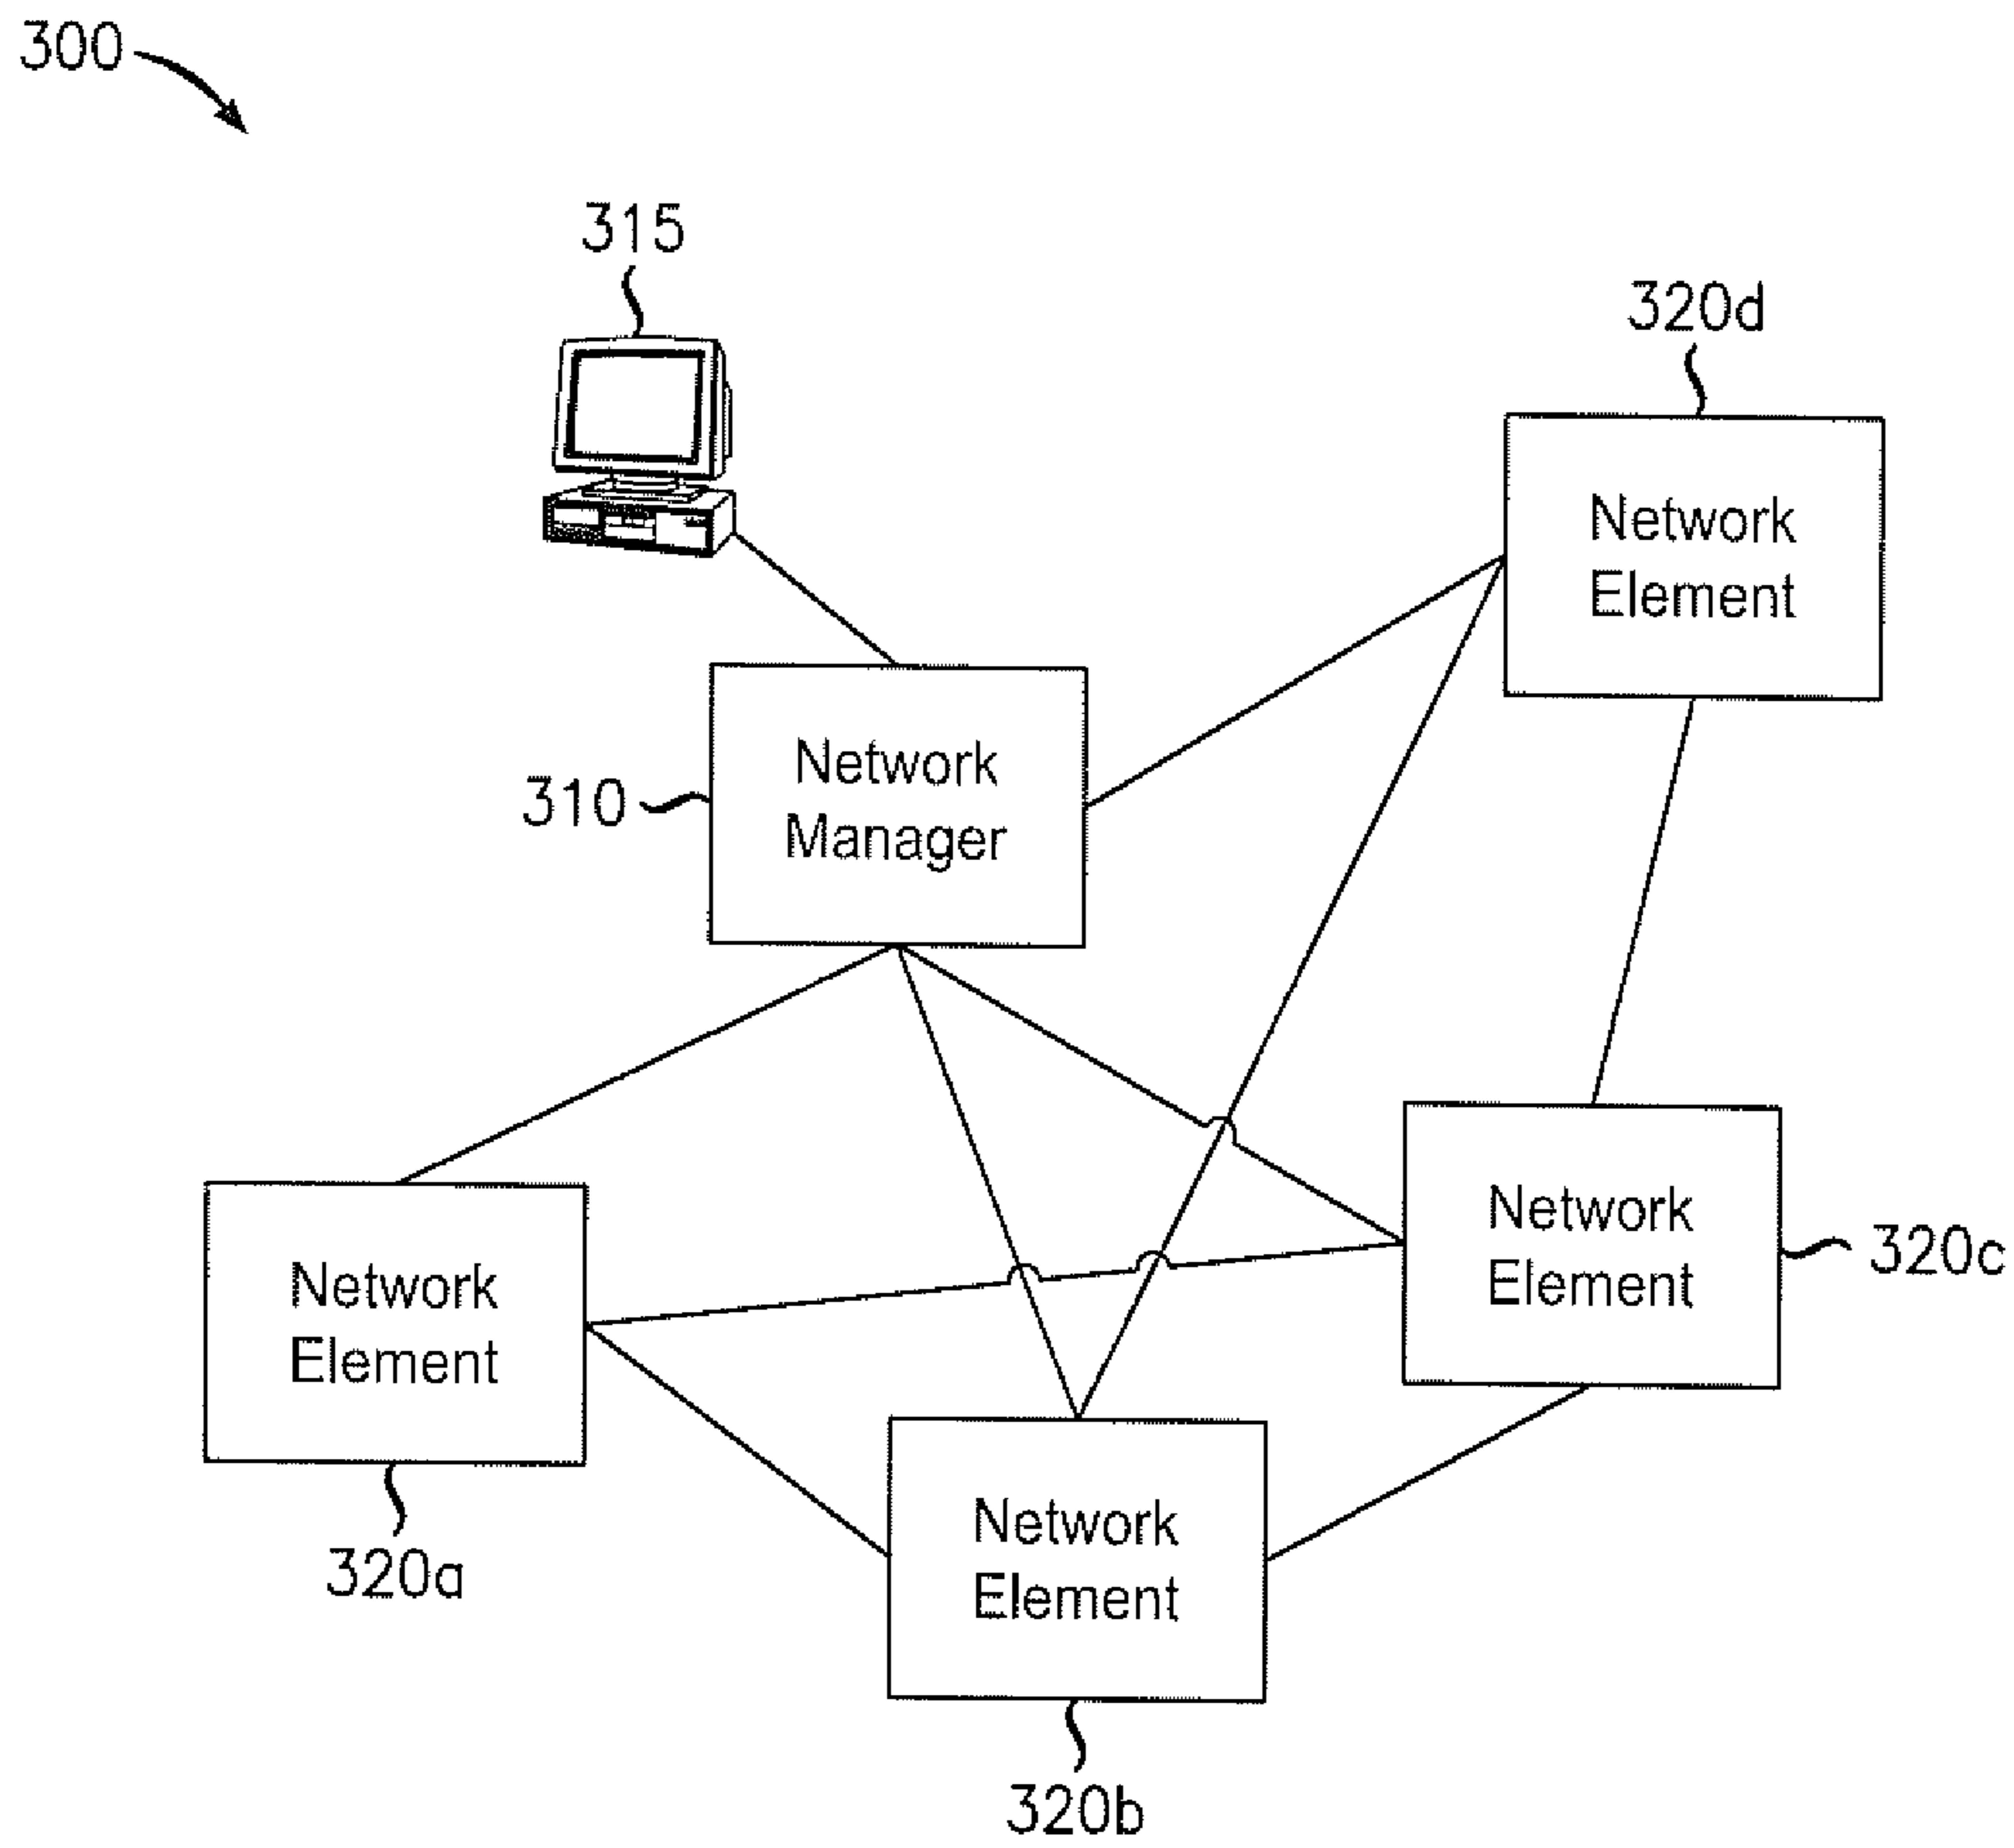 300
315
320d
Network
Element
Network
Manager
310
Network
Element
320c
Network
Element
320a
Network
Element
320b